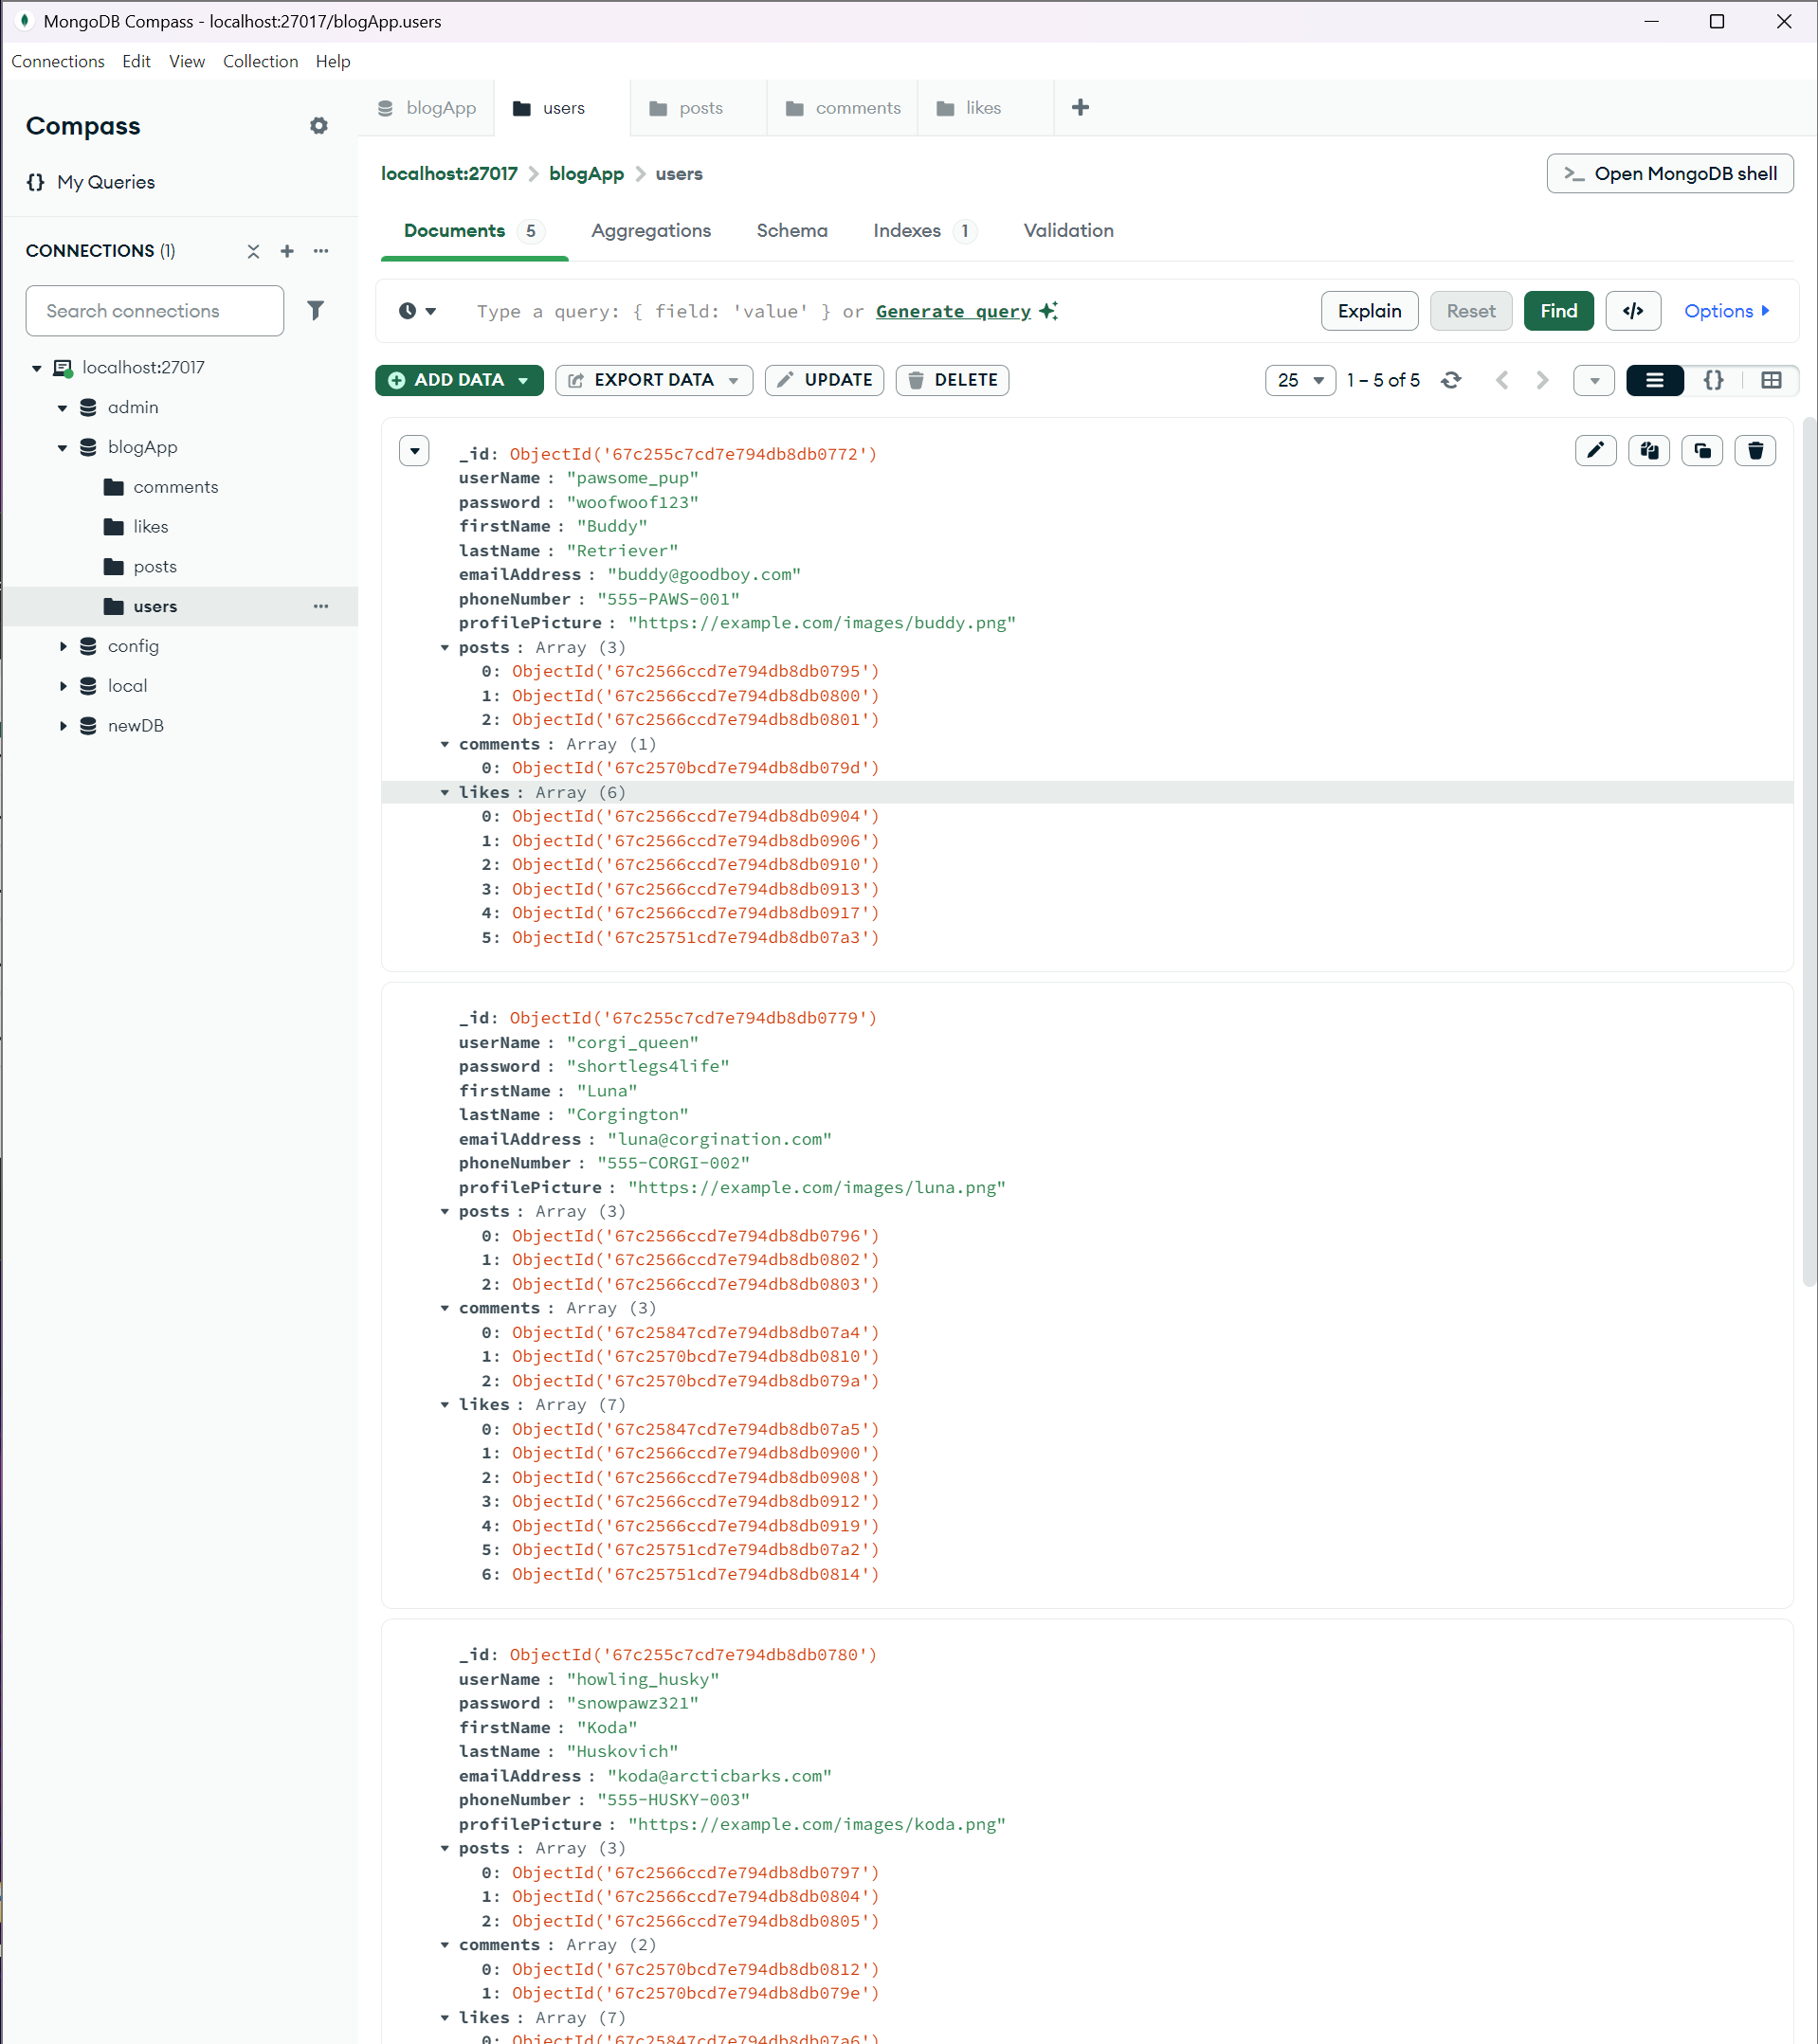 MongoDB Compass - localhost:27017/blogApp.users
Connections Edit View Collection Help
Compass
{} My Queries
CONNECTIONS (1)
Search connections
localhost:27017
admin
blogApp
comments
likes
posts
users
config
local
newDB
blogApp users posts comments likes
localhost:27017 > blogApp > users
>_ Open MongoDB shell
Documents 5 Aggregations Schema Indexes 1 Validation
Type a query: { field: 'value' } or Generate query
Explain Reset Find </> Options
ADD DATA EXPORT DATA UPDATE DELETE
25 1 – 5 of 5 {}
_id: ObjectId('67c255c7cd7e794db8db0772')
userName : "pawsome_pup"
password : "woofwoof123"
firstName : "Buddy"
lastName : "Retriever"
emailAddress : "buddy@goodboy.com"
phoneNumber : "555-PAWS-001"
profilePicture : "https://example.com/images/buddy.png"
posts : Array (3)
0: ObjectId('67c2566ccd7e794db8db0795')
1: ObjectId('67c2566ccd7e794db8db0800')
2: ObjectId('67c2566ccd7e794db8db0801')
comments : Array (1)
0: ObjectId('67c2570bcd7e794db8db079d')
likes : Array (6)
0: ObjectId('67c2566ccd7e794db8db0904')
1: ObjectId('67c2566ccd7e794db8db0906')
2: ObjectId('67c2566ccd7e794db8db0910')
3: ObjectId('67c2566ccd7e794db8db0913')
4: ObjectId('67c2566ccd7e794db8db0917')
5: ObjectId('67c25751cd7e794db8db07a3')
_id: ObjectId('67c255c7cd7e794db8db0779')
userName : "corgi_queen"
password : "shortlegs4life"
firstName : "Luna"
lastName : "Corgington"
emailAddress : "luna@corgination.com"
phoneNumber : "555-CORGI-002"
profilePicture : "https://example.com/images/luna.png"
posts : Array (3)
0: ObjectId('67c2566ccd7e794db8db0796')
1: ObjectId('67c2566ccd7e794db8db0802')
2: ObjectId('67c2566ccd7e794db8db0803')
comments : Array (3)
0: ObjectId('67c25847cd7e794db8db07a4')
1: ObjectId('67c2570bcd7e794db8db0810')
2: ObjectId('67c2570bcd7e794db8db079a')
likes : Array (7)
0: ObjectId('67c25847cd7e794db8db07a5')
1: ObjectId('67c2566ccd7e794db8db0900')
2: ObjectId('67c2566ccd7e794db8db0908')
3: ObjectId('67c2566ccd7e794db8db0912')
4: ObjectId('67c2566ccd7e794db8db0919')
5: ObjectId('67c25751cd7e794db8db07a2')
6: ObjectId('67c25751cd7e794db8db0814')
_id: ObjectId('67c255c7cd7e794db8db0780')
userName : "howling_husky"
password : "snowpawz321"
firstName : "Koda"
lastName : "Huskovich"
emailAddress : "koda@arcticbarks.com"
phoneNumber : "555-HUSKY-003"
profilePicture : "https://example.com/images/koda.png"
posts : Array (3)
0: ObjectId('67c2566ccd7e794db8db0797')
1: ObjectId('67c2566ccd7e794db8db0804')
2: ObjectId('67c2566ccd7e794db8db0805')
comments : Array (2)
0: ObjectId('67c2570bcd7e794db8db0812')
1: ObjectId('67c2570bcd7e794db8db079e')
likes : Array (7)
0: ObjectId('67c25847cd7e794db8db07a6')